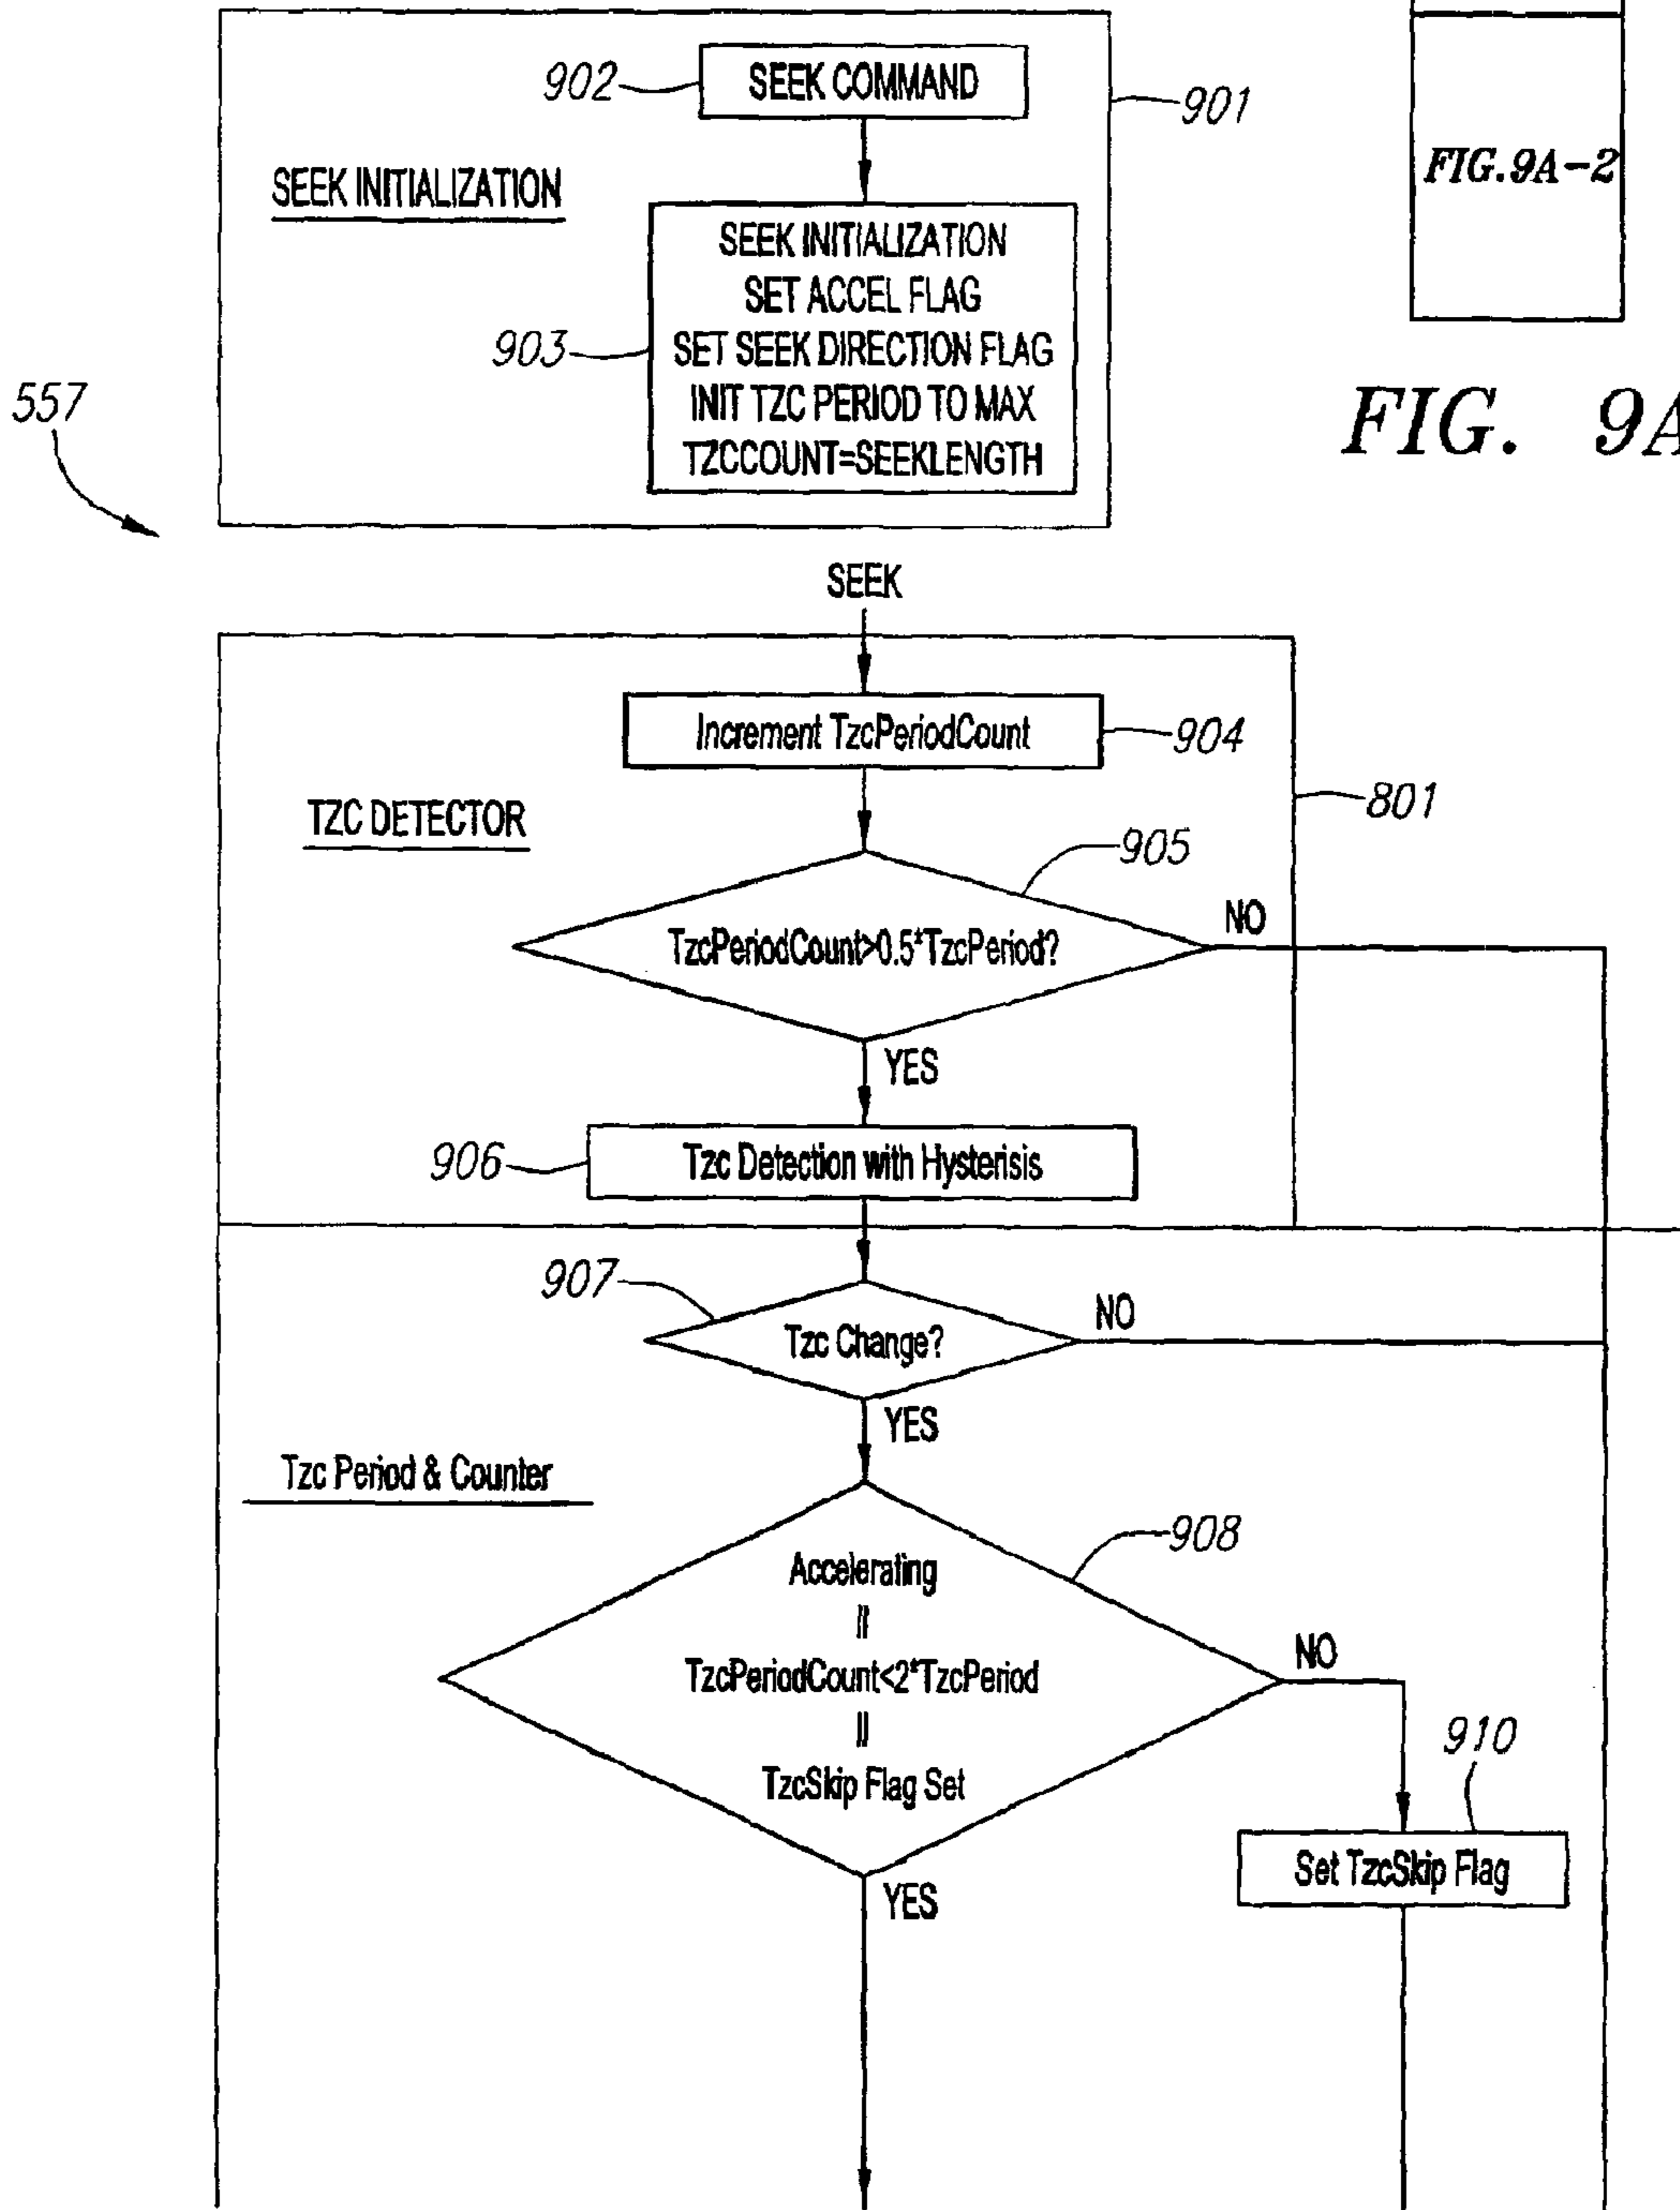 902
SEEK COMMAND
901
SEEK INITIALIZATION
FIG.9A-2
SEEK INITIALIZATION
SET ACCEL FLAG
903
SET SEEK DIRECTION FLAG
INIT TZC PERIOD TO MAX
TZCCOUNT=SEEKLENGTH
557
FIG. 9A
SEEK
Increment TzcPeriodCount
904
801
TZC DETECTOR
905
NO
TzcPeriodCount>0.5*TzcPeriod?
YES
906
Tzc Detection with Hysterisis
907
NO
Tzc Change?
YES
Tzc Period & Counter
908
Accelerating
||
NO
TzcPeriodCount<2*TzcPeriod
||
910
TzcSkip Flag Set
Set TzcSkip Flag
YES